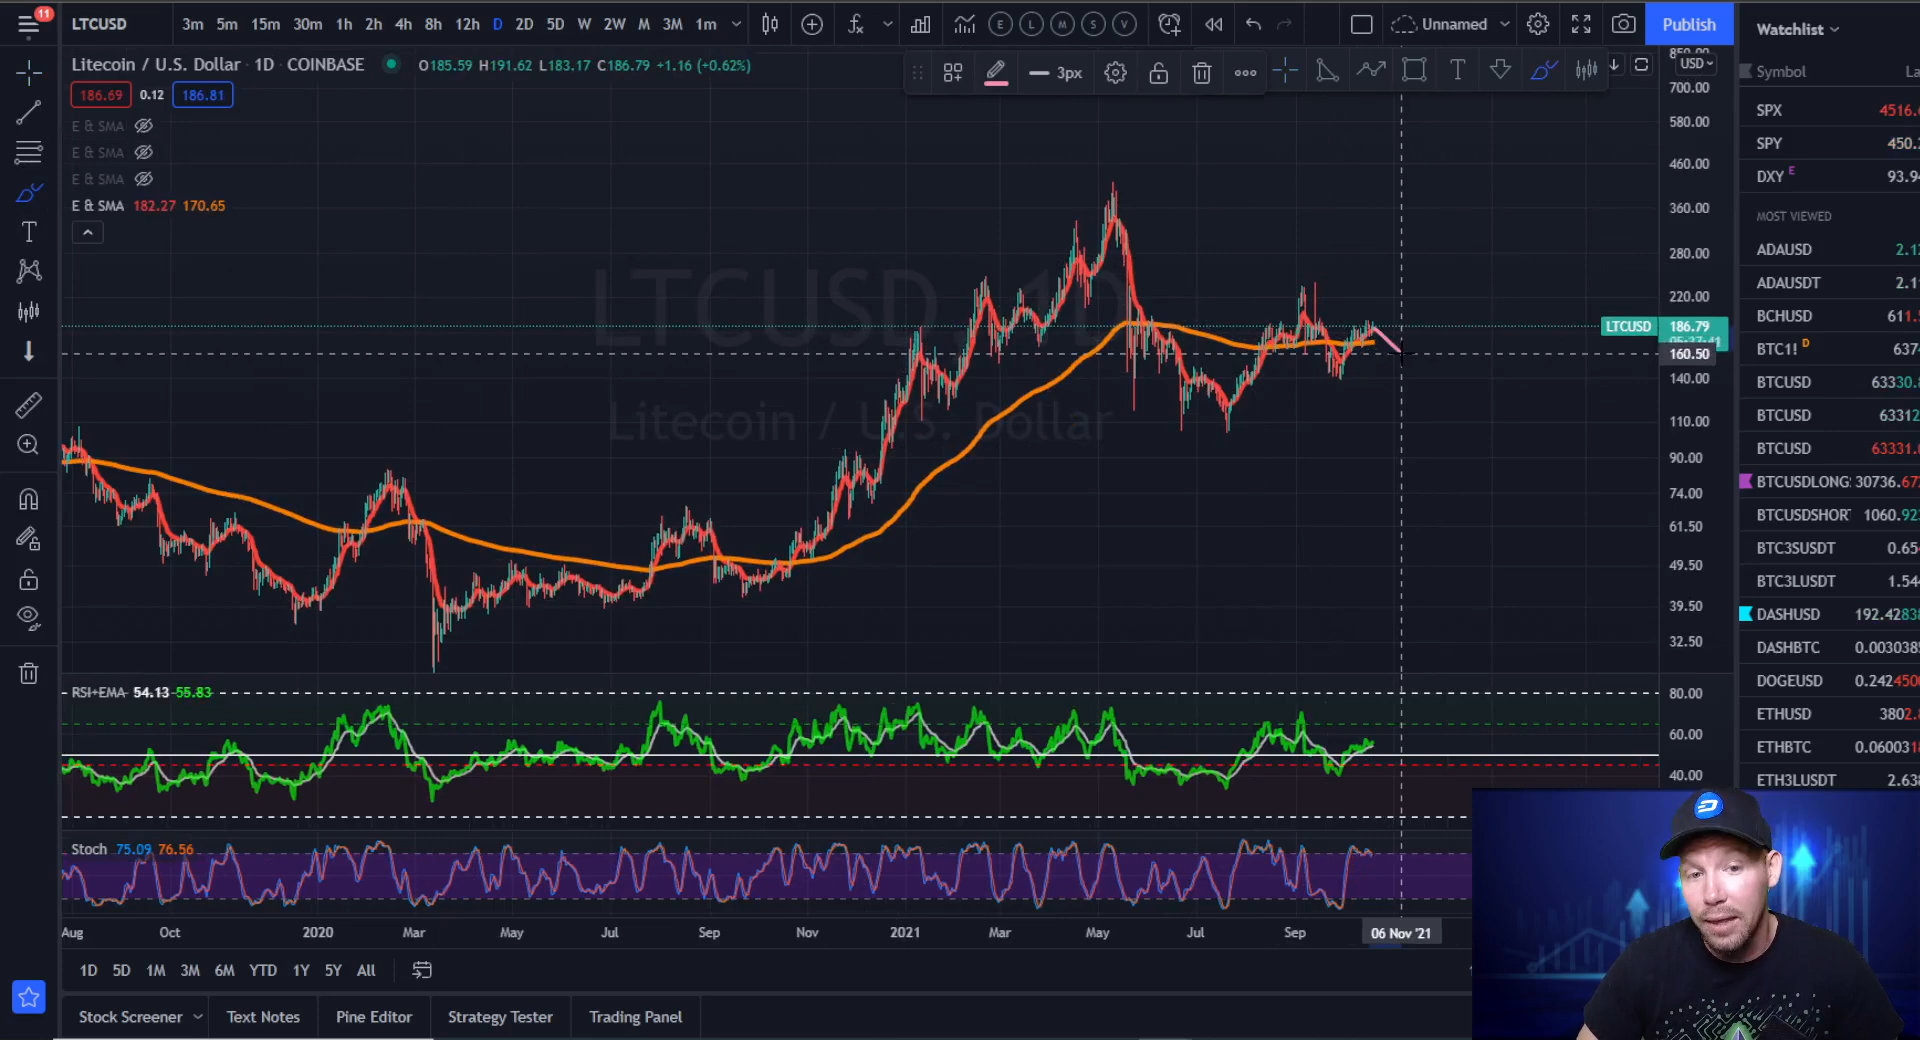 11
LTCUSD 3m 5m 15m 30m 1h 2h 4h 8h 12h D 2D 5D W 2W M 3M 1m E L M S V Unnamed Publish
Watchlist
Litecoin / U.S. Dollar · 1D · COINBASE O185.59 H191.62 L183.17 C186.79 +1.16 (+0.62%)
3px
USD
Symbol
186.69 0.12 186.81
E & SMA
E & SMA
E & SMA
E & SMA 182.27 170.65
LTCUSD, 1D
Litecoin / U.S. Dollar
850.00
700.00
580.00
460.00
360.00
280.00
220.00
LTCUSD 186.79
05:27:41
160.50
140.00
110.00
90.00
74.00
61.50
49.50
39.50
32.50
RSI+EMA 54.13 55.83
80.00
60.00
40.00
Stoch 75.09 76.56
Aug Oct 2020 Mar May Jul Sep Nov 2021 Mar May Jul Sep 06 Nov '21
1D 5D 1M 3M 6M YTD 1Y 5Y All
Stock Screener Text Notes Pine Editor Strategy Tester Trading Panel
SPX
SPY
DXY E
MOST VIEWED
ADAUSD
ADAUSDT
BCHUSD
BTC1! D
BTCUSD
BTCUSD
BTCUSD
BTCUSDLONG
BTCUSDSHORT
BTC3SUSDT
BTC3LUSDT
DASHUSD
DASHBTC
DOGEUSD
ETHUSD
ETHBTC
ETH3LUSDT